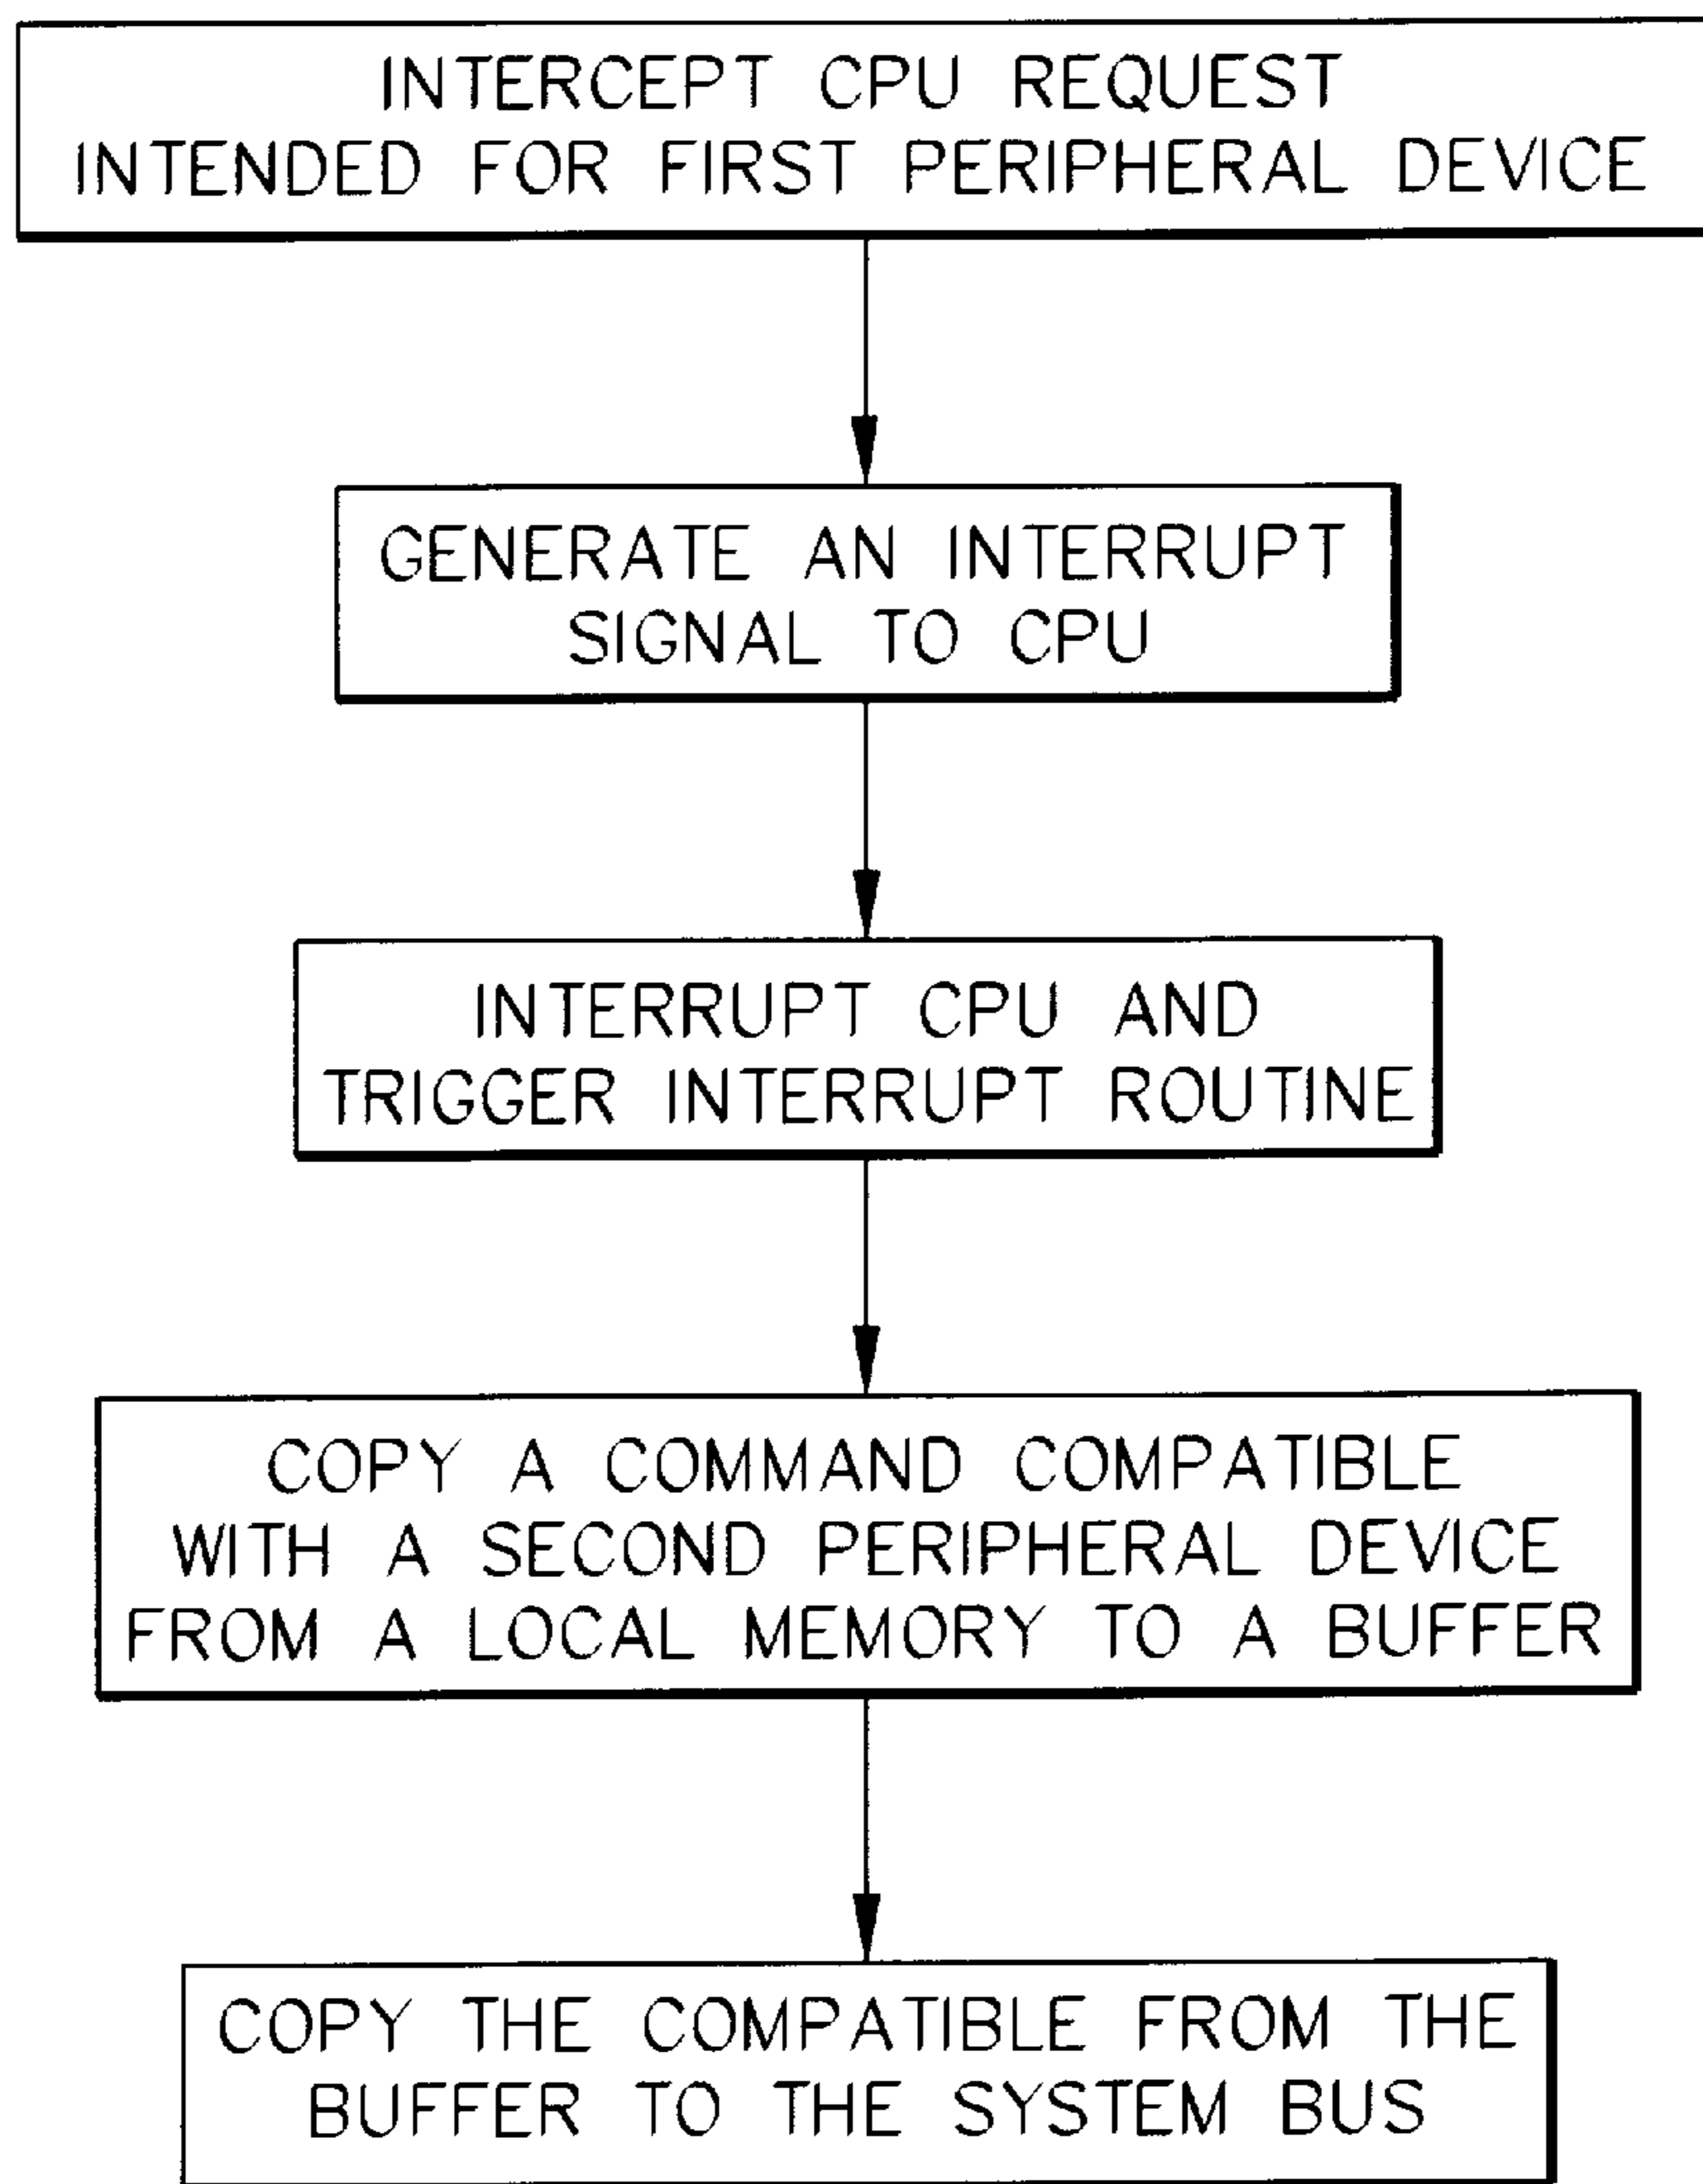 INTERCEPT CPU REQUEST
INTENDED FOR FIRST PERIPHERAL DEVICE
GENERATE AN INTERRUPT
SIGNAL TO CPU
INTERRUPT CPU AND
TRIGGER INTERRUPT ROUTINE
COPY A COMMAND COMPATIBLE
WITH A SECOND PERIPHERAL DEVICE
FROM A LOCAL MEMORY TO A BUFFER
COPY THE COMPATIBLE FROM THE
BUFFER TO THE SYSTEM BUS